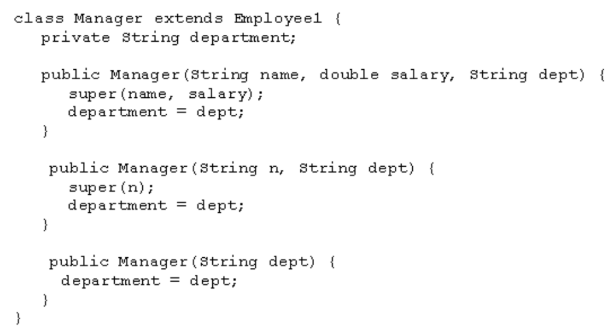 class Manager extends Employee1 {
private String department;
public Manager(String name, double salary, String dept) {
super(name, salary);
department = dept;
}
public Manager(String n, String dept) {
super(n);
department = dept;
}
public Manager(String dept) {
department = dept;
}
}